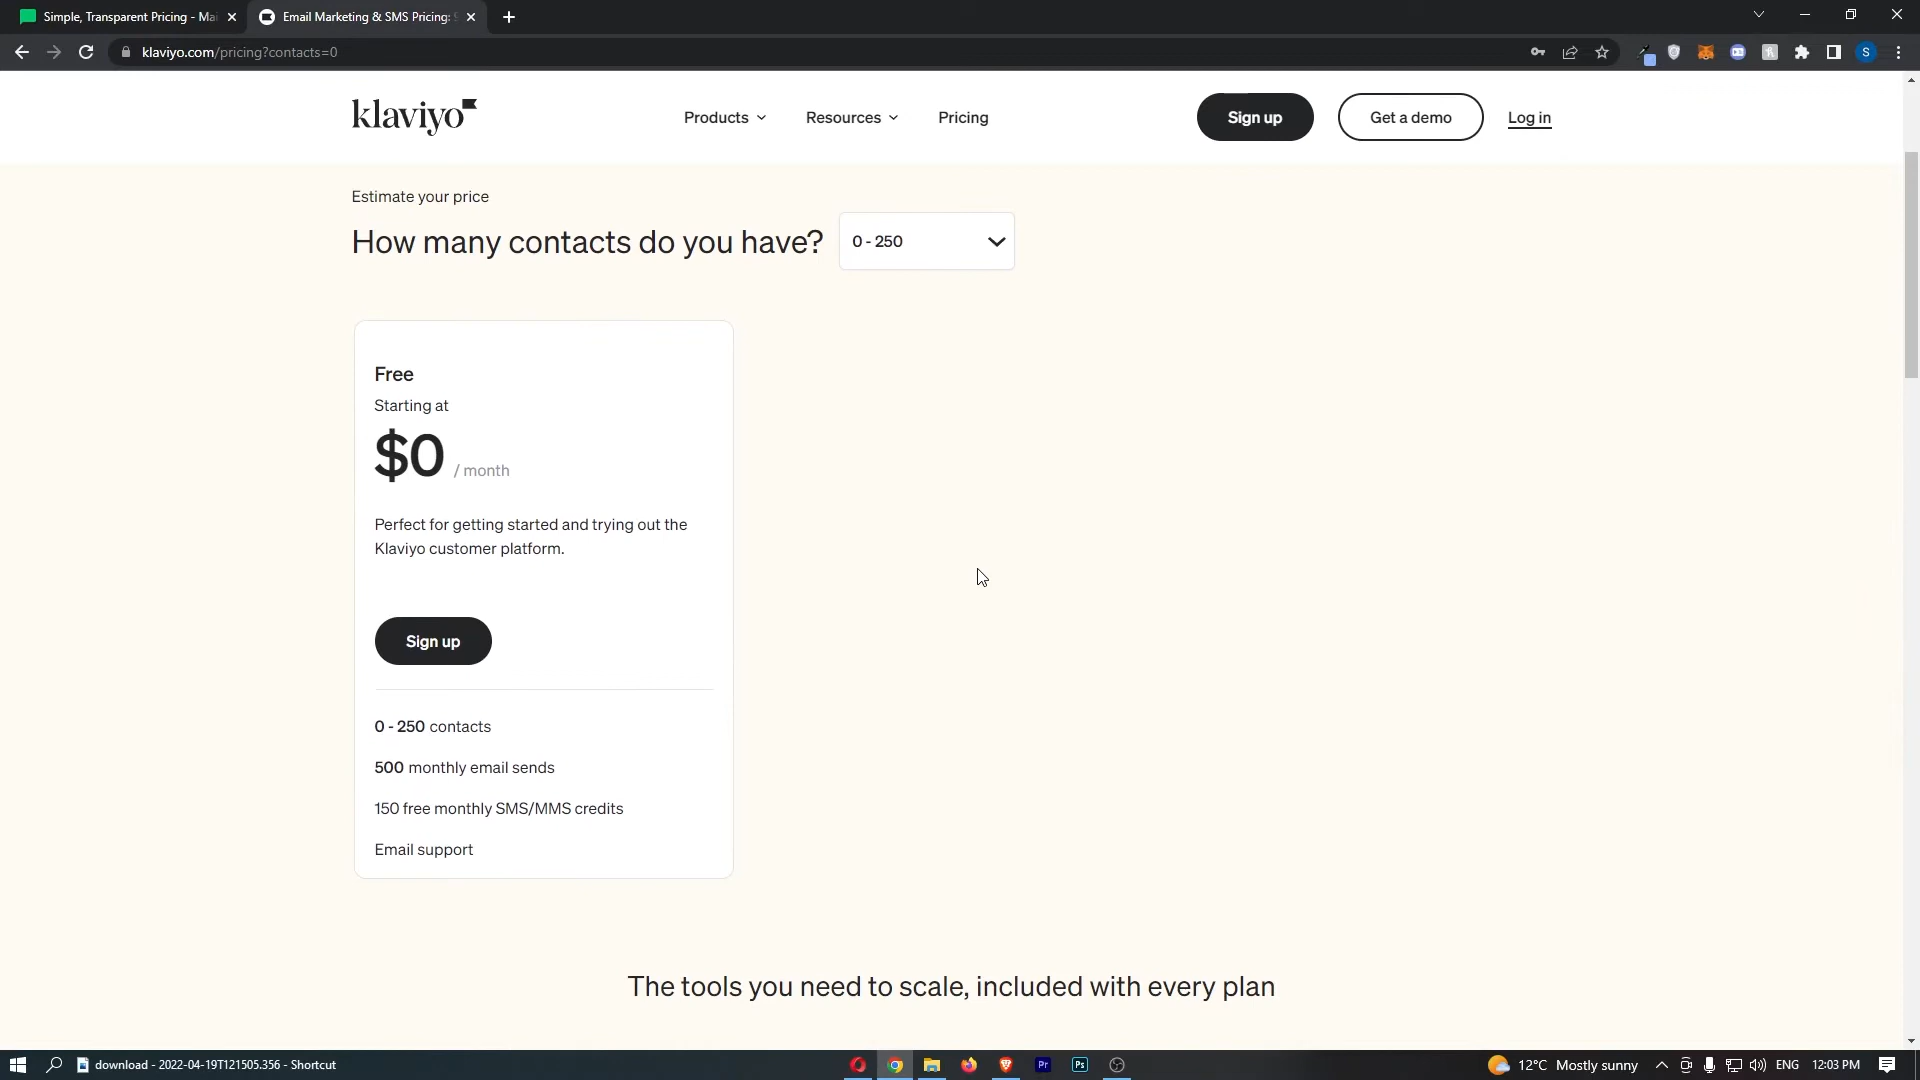 Simple, Transparent Pricing - Mai
Email Marketing & SMS Pricing:
klaviyo.com/pricing?contacts=0
S
klaviyo
Products
Resources
Pricing
Sign up
Get a demo
Log in
Estimate your price
How many contacts do you have?
0 - 250
Free
Starting at
$0 / month
Perfect for getting started and trying out the
Klaviyo customer platform.
Sign up
0 - 250 contacts
500 monthly email sends
150 free monthly SMS/MMS credits
Email support
The tools you need to scale, included with every plan
download - 2022-04-19T121505.356 - Shortcut
Pr
Ps
12°C Mostly sunny
ENG
12:03 PM